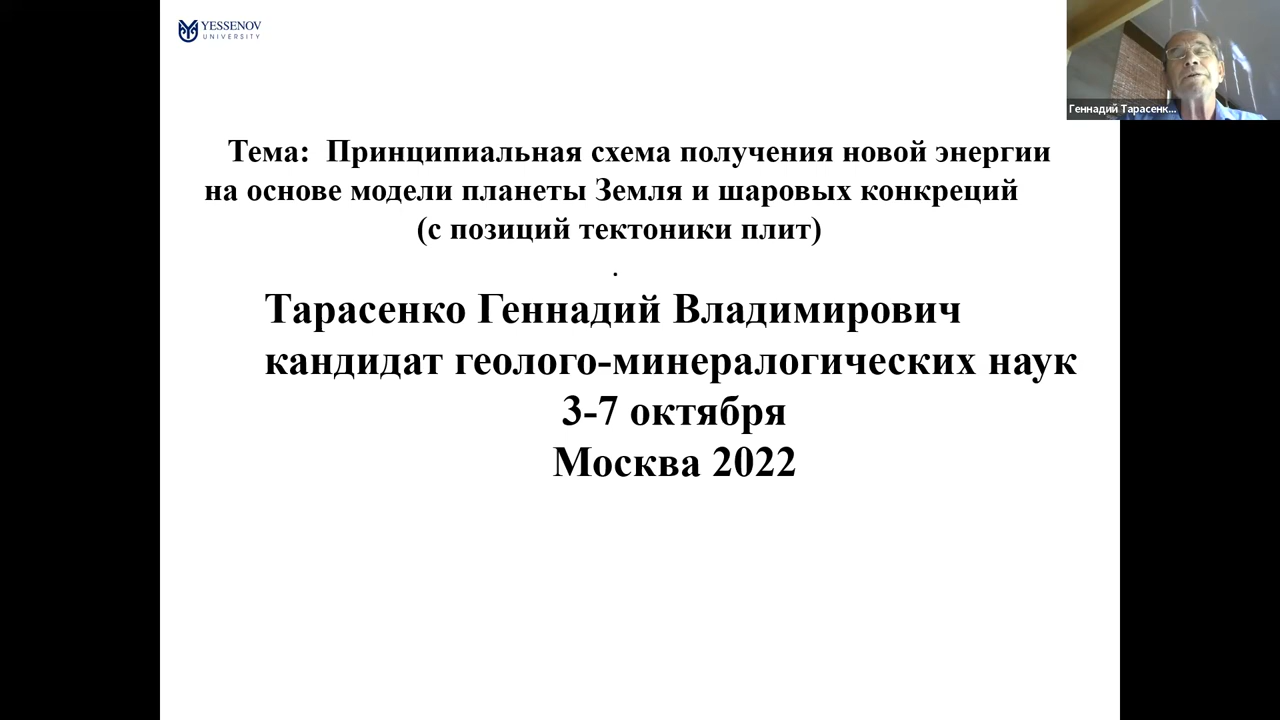 YESSENOV
UNIVERSITY
Геннадий Тарасенк...
Тема: Принципиальная схема получения новой энергии
на основе модели планеты Земля и шаровых конкреций
(с позиций тектоники плит)
.
Тарасенко Геннадий Владимирович
кандидат геолого-минералогических наук
3-7 октября
Москва 2022